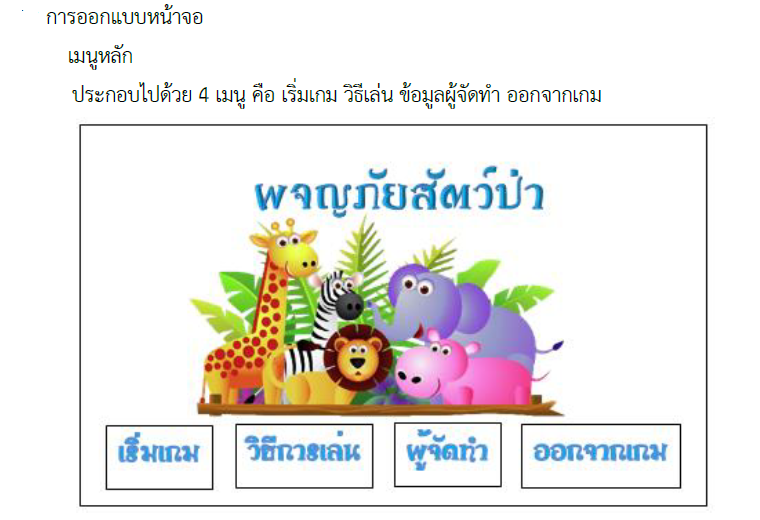 การออกแบบหน้าจอ
เมนูหลัก
ประกอบไปด้วย 4 เมนู คือ เริ่มเกม วิธีเล่น ข้อมูลผู้จัดทำ ออกจากเกม
ผจญภัยสัตว์ป่า
เริ่มเกม วิธีการเล่น ผู้จัดทำ ออกจากเกม